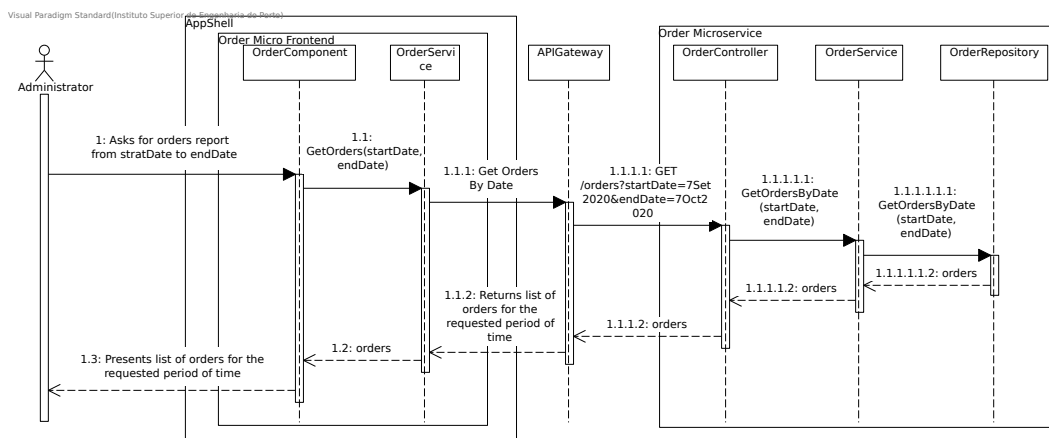 Visual Paradigm Standard(Instituto Superior de Engenharia do Porto)
AppShell
Order Micro Frontend
Order Microservice
Administrator
OrderComponent
OrderServi
ce
APIGateway
OrderController
OrderService
OrderRepository
1: Asks for orders report
from stratDate to endDate
1.1:
GetOrders(startDate,
endDate)
1.1.1: Get Orders
By Date
1.1.1.1: GET
/orders?startDate=7Set
2020&endDate=7Oct2
020
1.1.1.1.1:
GetOrdersByDate
(startDate,
endDate)
1.1.1.1.1.1:
GetOrdersByDate
(startDate,
endDate)
1.1.1.1.1.2: orders
1.1.1.1.2: orders
1.1.1.2: orders
1.1.2: Returns list of
orders for the
requested period of
time
1.2: orders
1.3: Presents list of orders for the
requested period of time